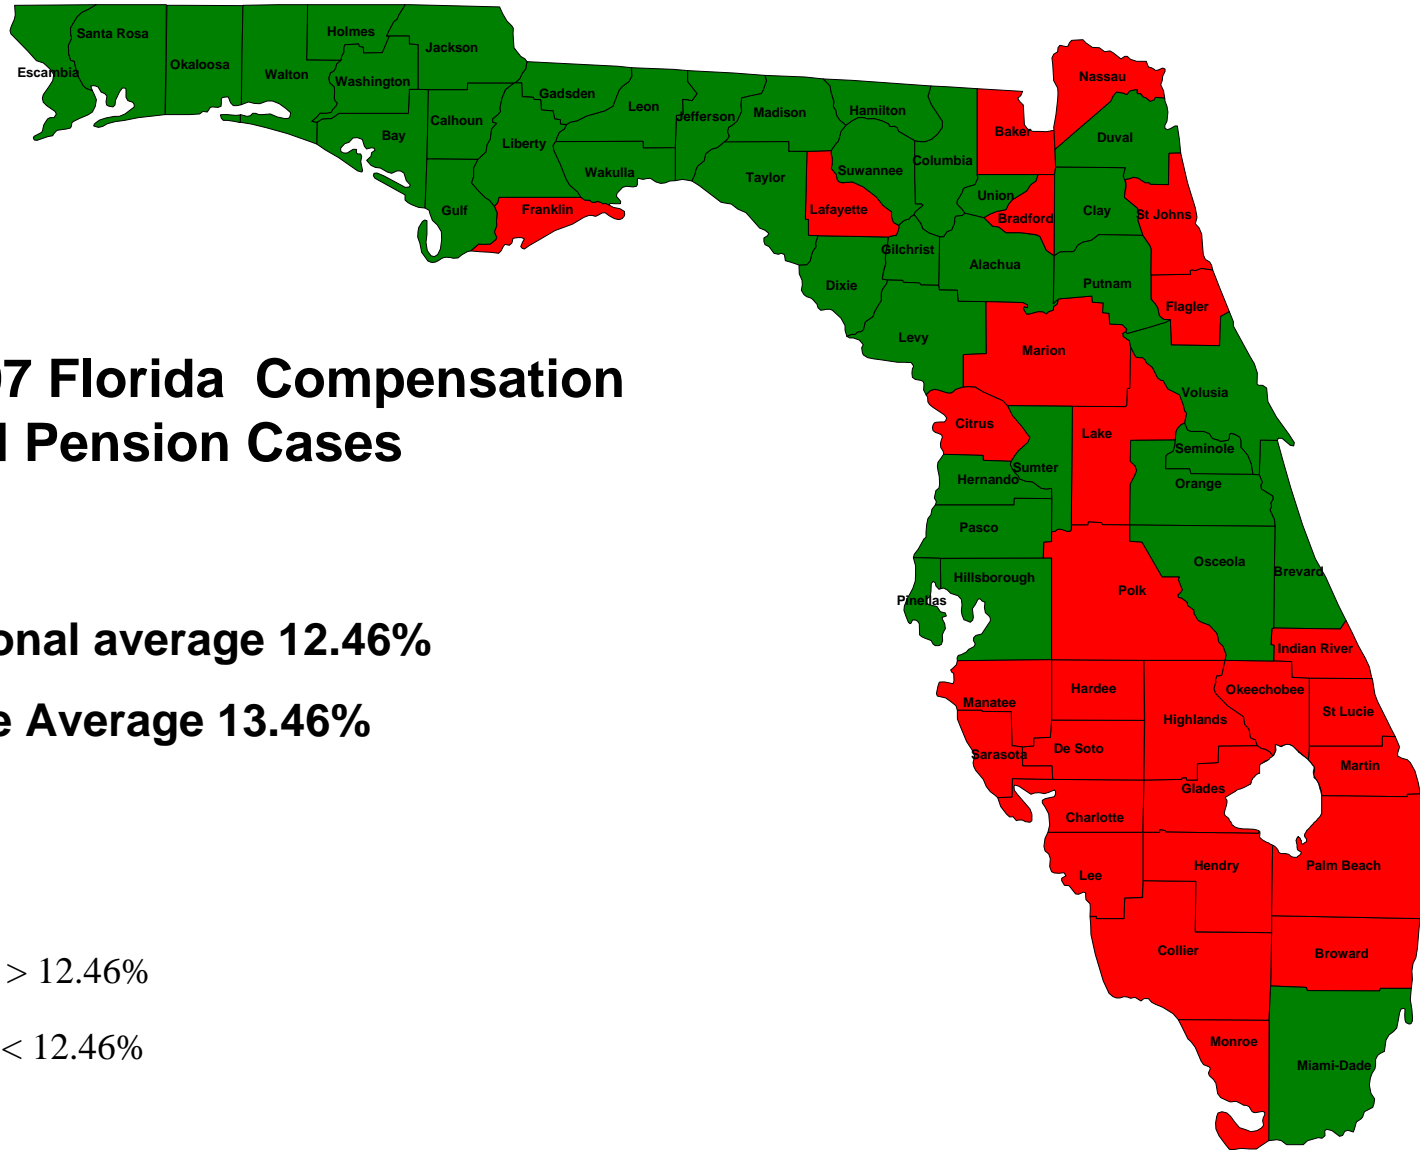 Santa Rosa
Holmes
Jackson
Escambia
Okaloosa
Walton
Washington
Gadsden
Leon
Jefferson
Madison
Hamilton
Nassau
Baker
Duval
Bay
Calhoun
Liberty
Wakulla
Taylor
Suwannee
Columbia
Union
Gulf
Franklin
Lafayette
Bradford
Clay
St Johns
Gilchrist
Alachua
Dixie
Putnam
Flagler
Levy
Marion
Volusia
07 Florida Compensation
Pension Cases
Citrus
Lake
Seminole
Sumter
Hernando
Orange
Pasco
Osceola
Brevard
Hillsborough
Polk
Pinellas
onal average 12.46%
e Average 13.46%
Indian River
Manatee
Hardee
Okeechobee
Highlands
St Lucie
Sarasota
De Soto
Martin
Glades
Charlotte
Lee
Hendry
Palm Beach
Collier
Broward
> 12.46%
< 12.46%
Monroe
Miami-Dade